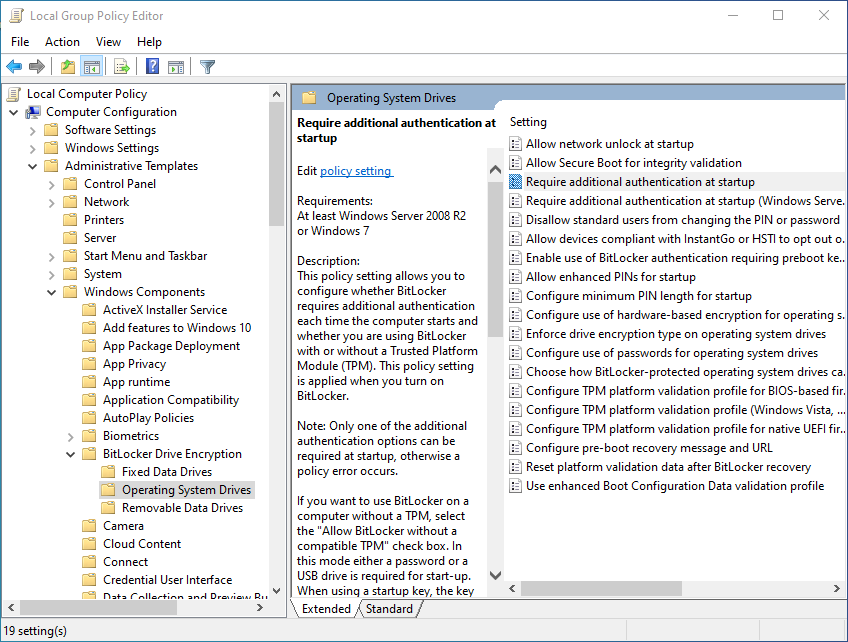 Local Group Policy Editor
File Action View Help
Local Computer Policy
Computer Configuration
Software Settings
Windows Settings
Administrative Templates
Control Panel
Network
Printers
Server
Start Menu and Taskbar
System
Windows Components
ActiveX Installer Service
Add features to Windows 10
App Package Deployment
App Privacy
App runtime
Application Compatibility
AutoPlay Policies
Biometrics
BitLocker Drive Encryption
Fixed Data Drives
Operating System Drives
Removable Data Drives
Camera
Cloud Content
Connect
Credential User Interface
Data Collection and Preview Bu
Operating System Drives
Require additional authentication at
startup
Edit policy setting
Requirements:
At least Windows Server 2008 R2
or Windows 7
Description:
This policy setting allows you to
configure whether BitLocker
requires additional authentication
each time the computer starts and
whether you are using BitLocker
with or without a Trusted Platform
Module (TPM). This policy setting
is applied when you turn on
BitLocker.
Note: Only one of the additional
authentication options can be
required at startup, otherwise a
policy error occurs.
If you want to use BitLocker on a
computer without a TPM, select
the "Allow BitLocker without a
compatible TPM" check box. In
this mode either a password or a
USB drive is required for start-up.
When using a startup key, the key
Setting
Allow network unlock at startup
Allow Secure Boot for integrity validation
Require additional authentication at startup
Require additional authentication at startup (Windows Serve...
Disallow standard users from changing the PIN or password
Allow devices compliant with InstantGo or HSTI to opt out o...
Enable use of BitLocker authentication requiring preboot ke...
Allow enhanced PINs for startup
Configure minimum PIN length for startup
Configure use of hardware-based encryption for operating s...
Enforce drive encryption type on operating system drives
Configure use of passwords for operating system drives
Choose how BitLocker-protected operating system drives ca...
Configure TPM platform validation profile for BIOS-based fir...
Configure TPM platform validation profile (Windows Vista, ...
Configure TPM platform validation profile for native UEFI fir...
Configure pre-boot recovery message and URL
Reset platform validation data after BitLocker recovery
Use enhanced Boot Configuration Data validation profile
Extended Standard
19 setting(s)